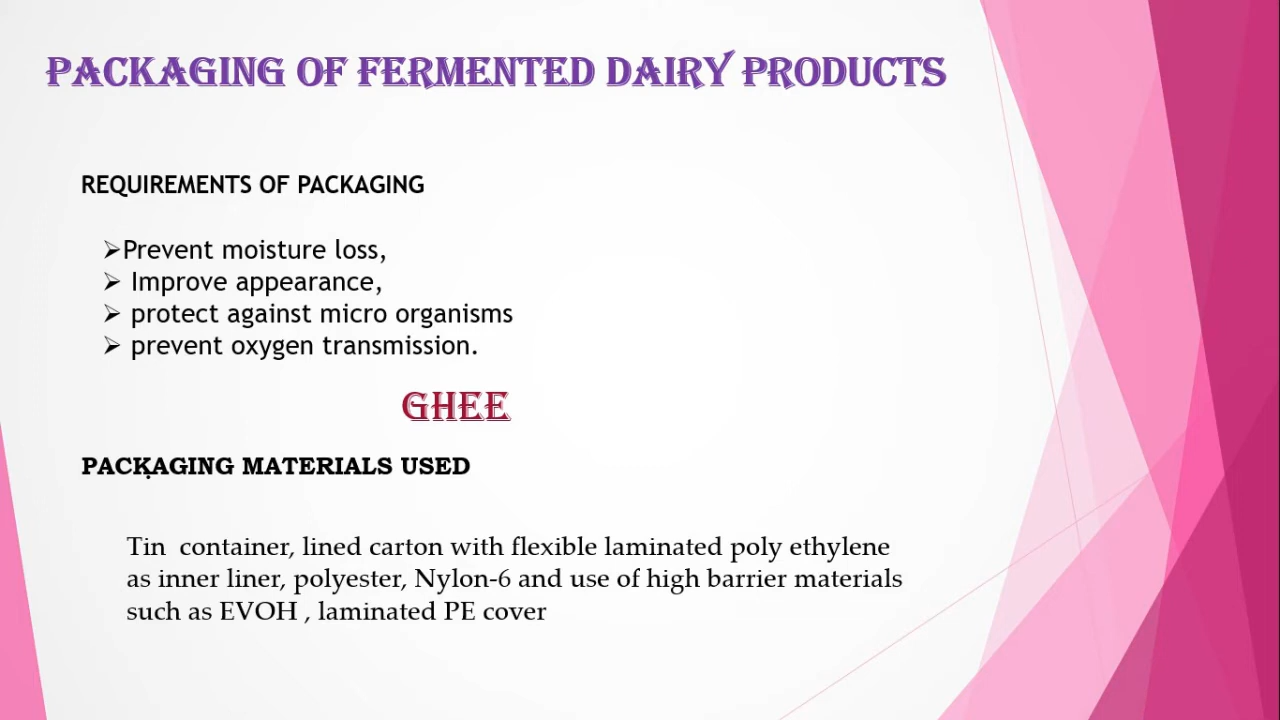 PACKAGING OF FERMENTED DAIRY PRODUCTS
REQUIREMENTS OF PACKAGING
➢Prevent moisture loss,
➢ Improve appearance,
➢ protect against micro organisms
➢ prevent oxygen transmission.
GHEE
PACKAGING MATERIALS USED
Tin container, lined carton with flexible laminated poly ethylene
as inner liner, polyester, Nylon-6 and use of high barrier materials
such as EVOH , laminated PE cover